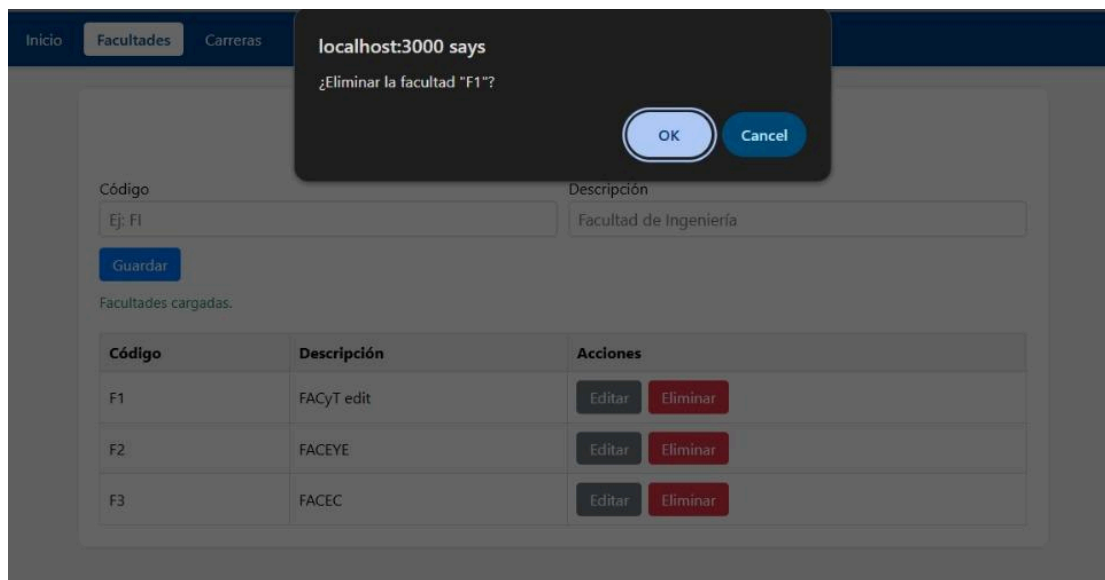 Inicio Facultades Carreras
localhost:3000 says
¿Eliminar la facultad "F1"?
OK Cancel
Código Descripción
Ej: FI Facultad de Ingeniería
Guardar
Facultades cargadas.
Código Descripción Acciones
F1 FACyT edit Editar Eliminar
F2 FACEYE Editar Eliminar
F3 FACEC Editar Eliminar